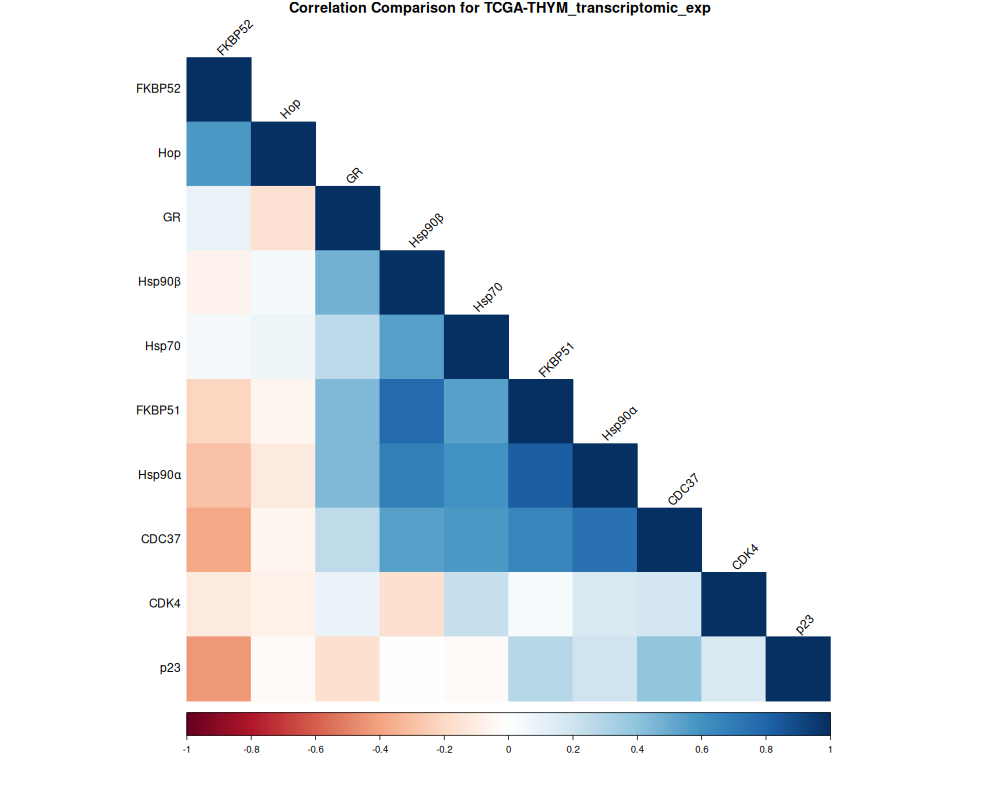 Correlation Comparison for TCGA-THYM_transcriptomic_exp
FKBP52
FKBP52
Hop
Hop
GR
GR
Hsp90β
Hsp90β
Hsp70
Hsp70
FKBP51
FKBP51
Hsp90α
Hsp90α
CDC37
CDC37
CDK4
CDK4
p23
p23
-1 -0.8 -0.6 -0.4 -0.2 0 0.2 0.4 0.6 0.8 1